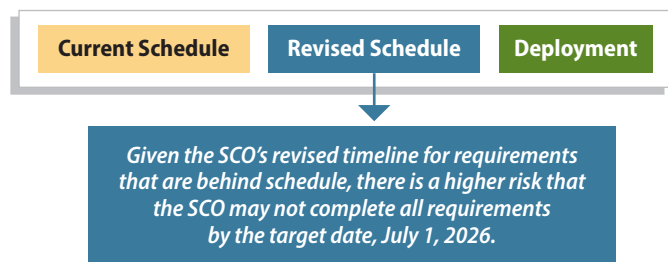 Current Schedule
Revised Schedule
Deployment
Given the SCO's revised timeline for requirements
that are behind schedule, there is a higher risk that
the SCO may not complete all requirements
by the target date, July 1, 2026.